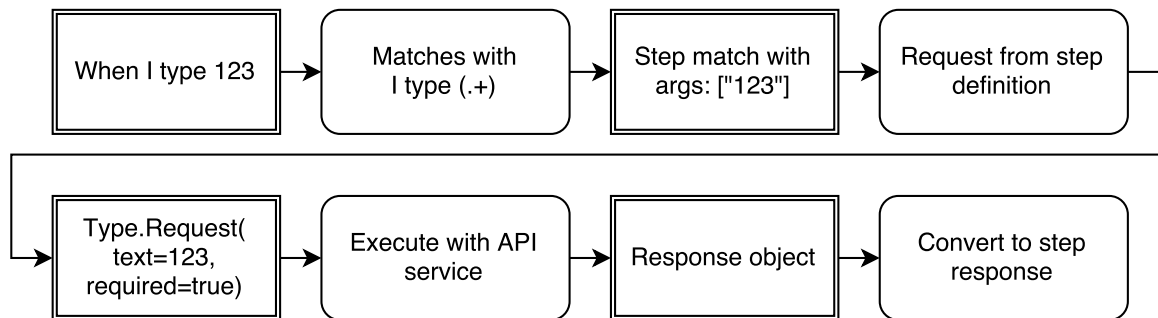 When I type 123
Matches with
I type (.+)
Step match with
args: ["123"]
Request from step
definition
Type.Request(
text=123,
required=true)
Execute with API
service
Response object
Convert to step
response